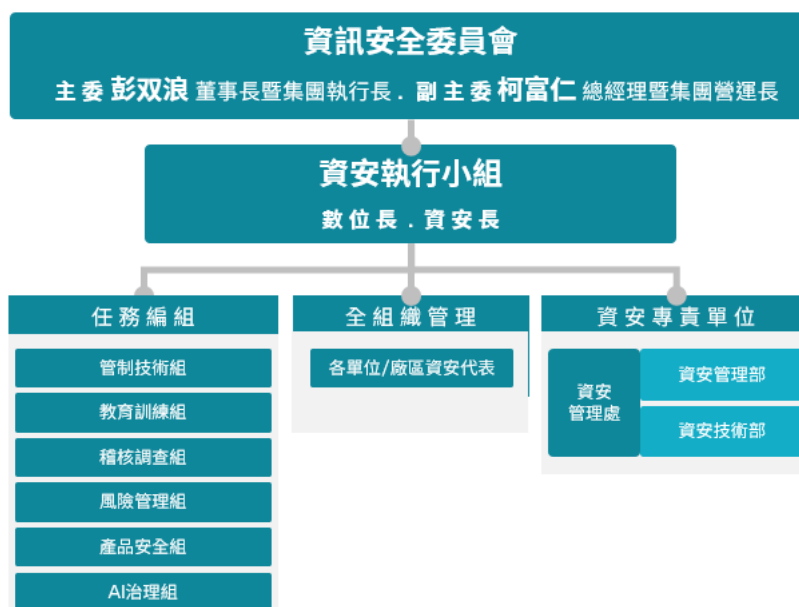 資訊安全委員會
主委 彭双浪 董事長暨集團執行長 . 副主委 柯富仁 總經理暨集團營運長
資安執行小組
數位長 . 資安長
任務編組
管制技術組
教育訓練組
稽核調查組
風險管理組
產品安全組
AI治理組
全組織管理
各單位/廠區資安代表
資安專責單位
資安
管理處
資安管理部
資安技術部